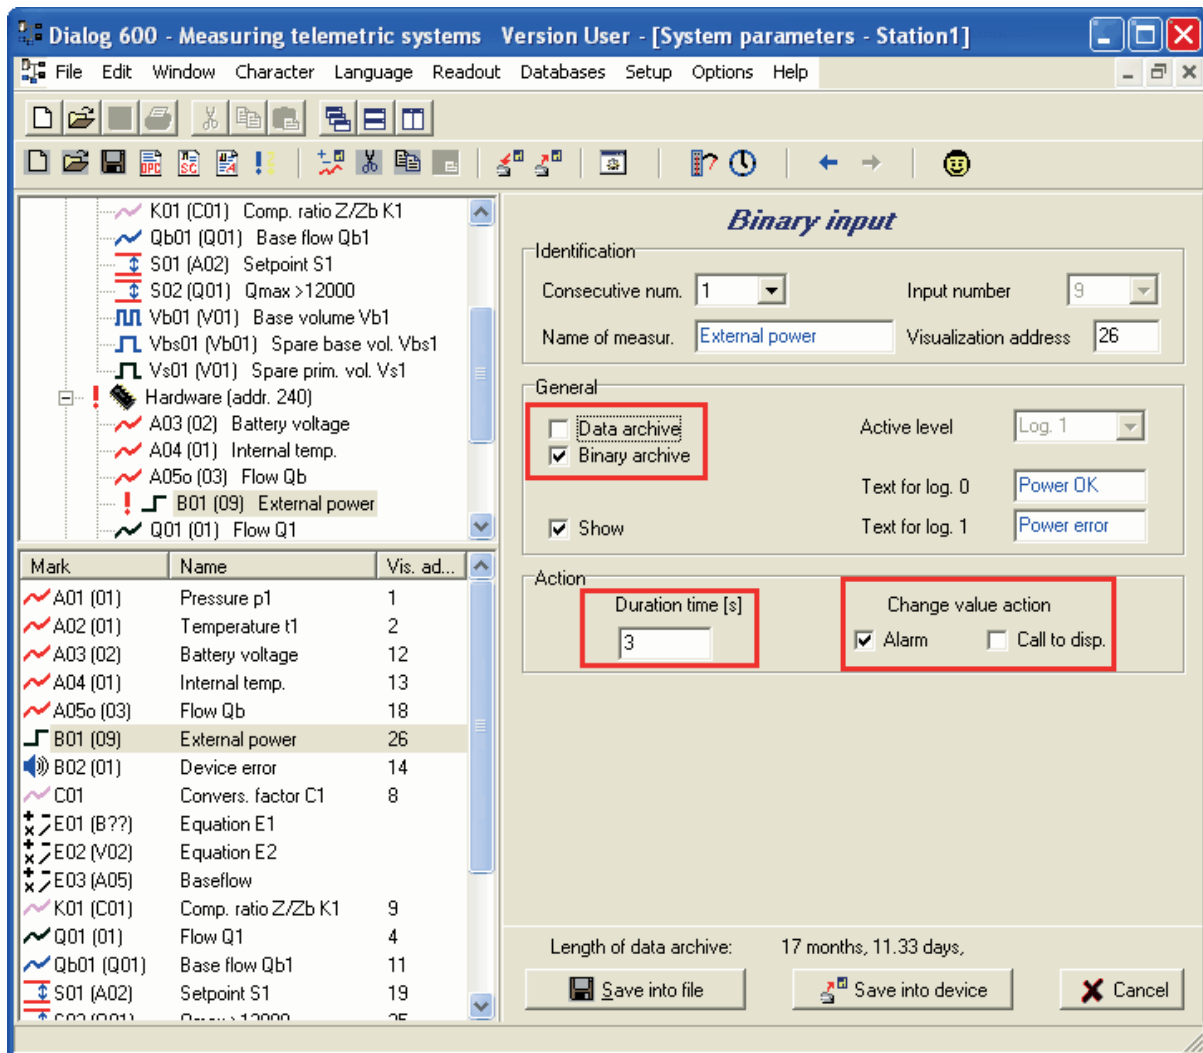 Dialog 600 - Measuring telemetric systems Version User - [System parameters - Station1]
File Edit Window Character Language Readout Databases Setup Options Help
K01 (C01) Comp. ratio Z/Zb K1
Qb01 (Q01) Base flow Qb1
S01 (A02) Setpoint S1
S02 (Q01) Qmax >12000
Vb01 (V01) Base volume Vb1
Vbs01 (Vb01) Spare base vol. Vbs1
Vs01 (V01) Spare prim. vol. Vs1
Hardware (addr. 240)
A03 (02) Battery voltage
A04 (01) Internal temp.
A05o (03) Flow Qb
B01 (09) External power
Q01 (01) Flow Q1
Mark Name Vis. ad...
A01 (01) Pressure p1 1
A02 (01) Temperature t1 2
A03 (02) Battery voltage 12
A04 (01) Internal temp. 13
A05o (03) Flow Qb 18
B01 (09) External power 26
B02 (01) Device error 14
C01 Convers. factor C1 8
E01 (B??) Equation E1
E02 (V02) Equation E2
E03 (A05) Baseflow
K01 (C01) Comp. ratio Z/Zb K1 9
Q01 (01) Flow Q1 4
Qb01 (Q01) Base flow Qb1 11
S01 (A02) Setpoint S1 19
Binary input
Identification
Consecutive num. 1 Input number 9
Name of measur. External power Visualization address 26
General
Data archive Active level Log. 1
Binary archive
Text for log. 0 Power OK
Show Text for log. 1 Power error
Action
Duration time [s] Change value action
3 Alarm Call to disp.
Length of data archive: 17 months, 11.33 days,
Save into file Save into device Cancel